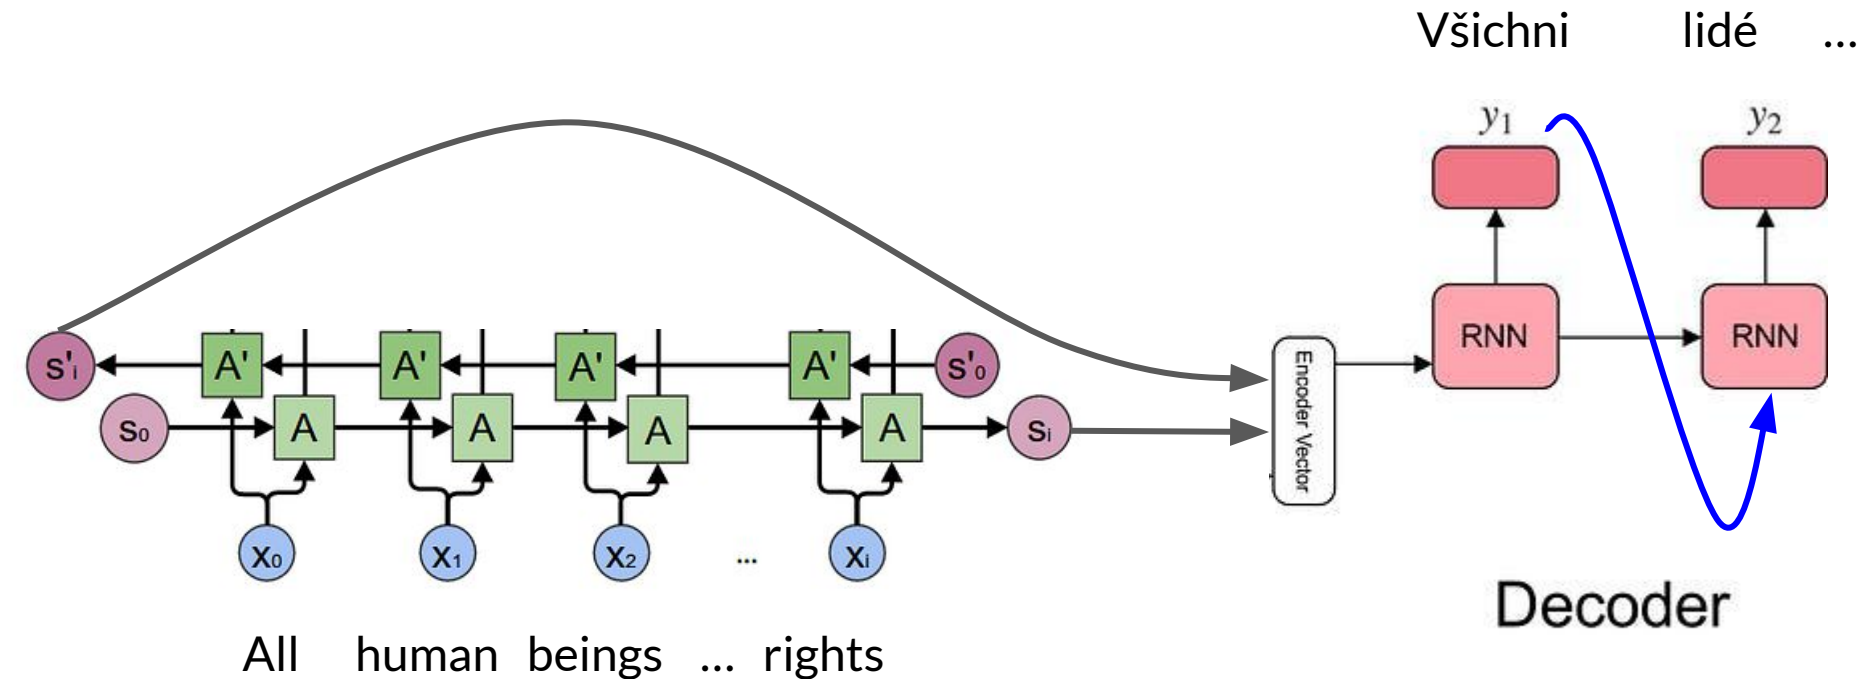 Všichni lidé ...
y₁ y₂
RNN RNN
s'ᵢ A' A' A' A' s'₀
s₀ A A A A sᵢ
Encoder Vector
x₀ x₁ x₂ ... xᵢ
Decoder
All human beings ... rights